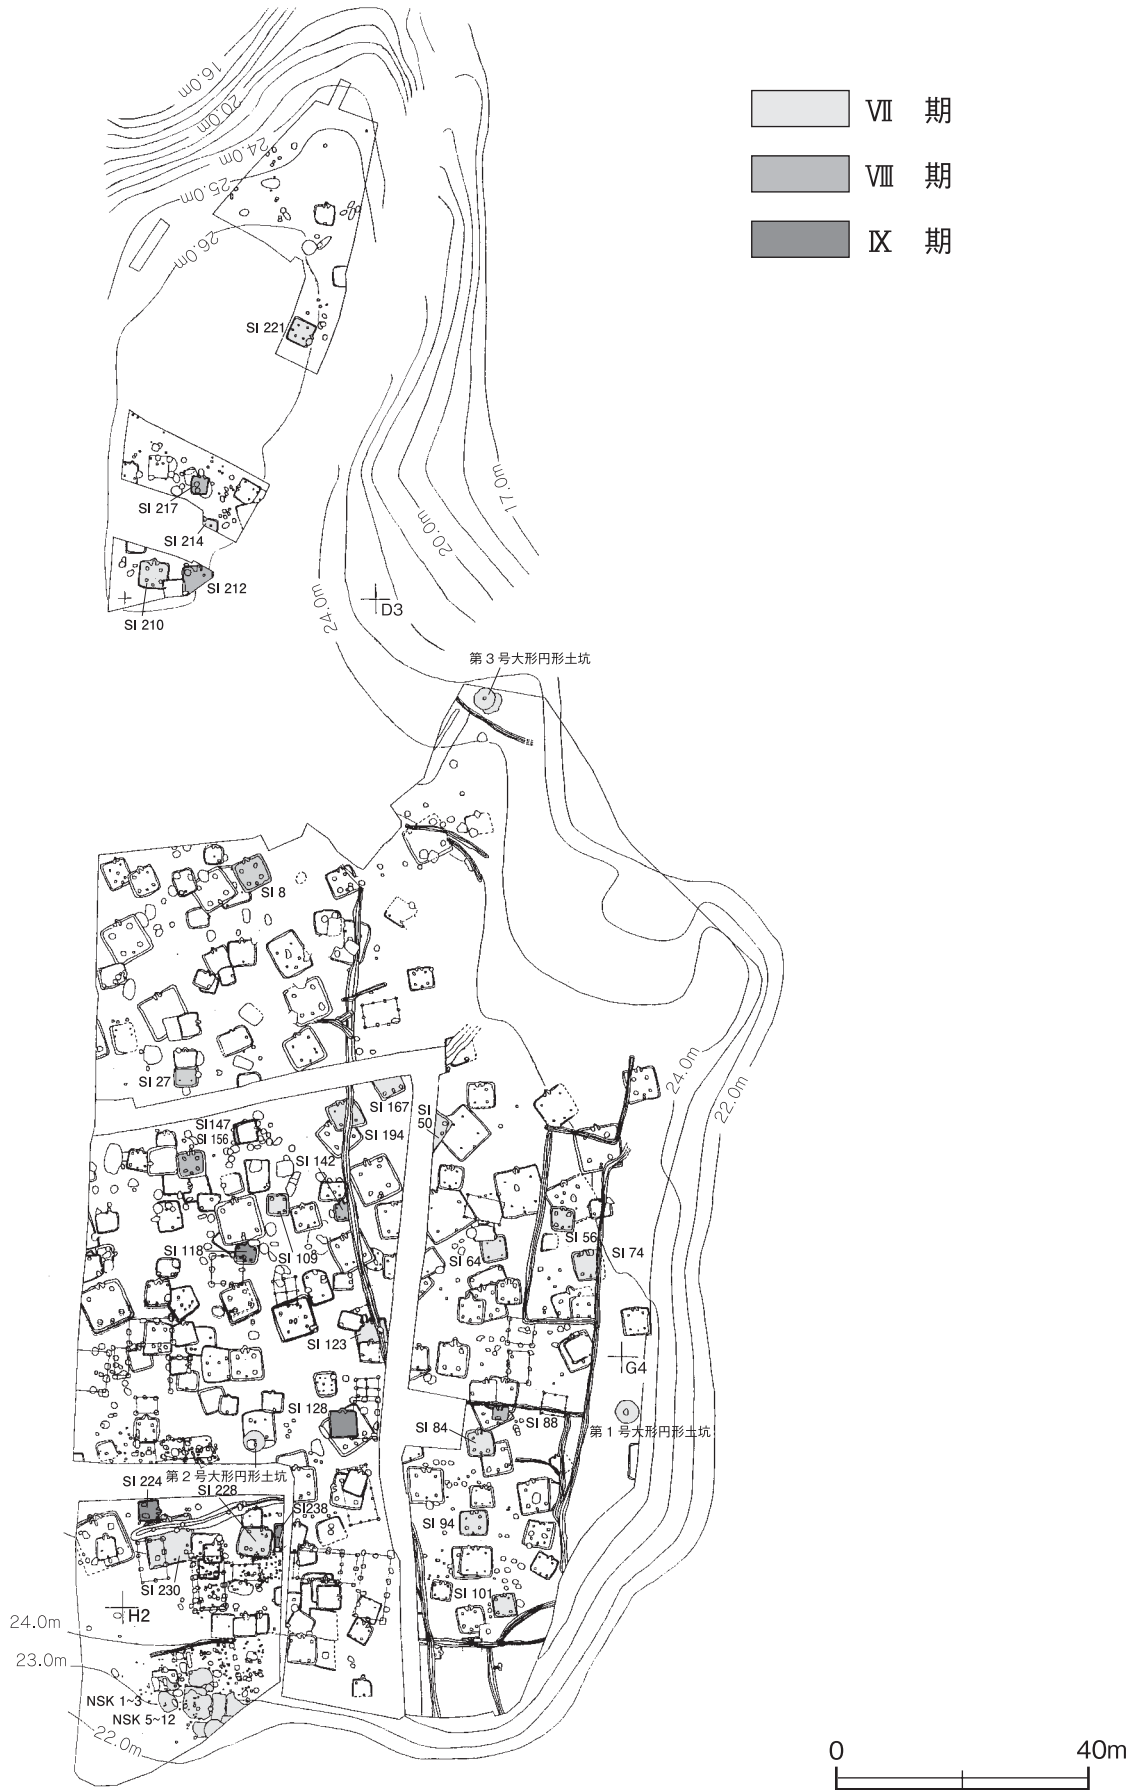 16.0m
20.0m
24.0m
25.0m
26.0m
Ⅶ 期
Ⅷ 期
Ⅸ 期
SI 221
17.0m
20.0m
SI 217
SI 214
SI 212
SI 210
24.0m
D3
第3号大形円形土坑
SI 8
SI 27
24.0m
22.0m
SI 167
SI 50
SI147
SI 156
SI 194
SI 142
SI 118
SI 109
SI 56
SI 64
SI 74
SI 123
G4
SI 128
SI 84
SI 88
第1号大形円形土坑
SI 224
第2号大形円形土坑
SI 228
SI238
SI 94
SI 230
SI 101
H2
24.0m
23.0m
NSK 1~3
NSK 5~12
22.0m
0 40m